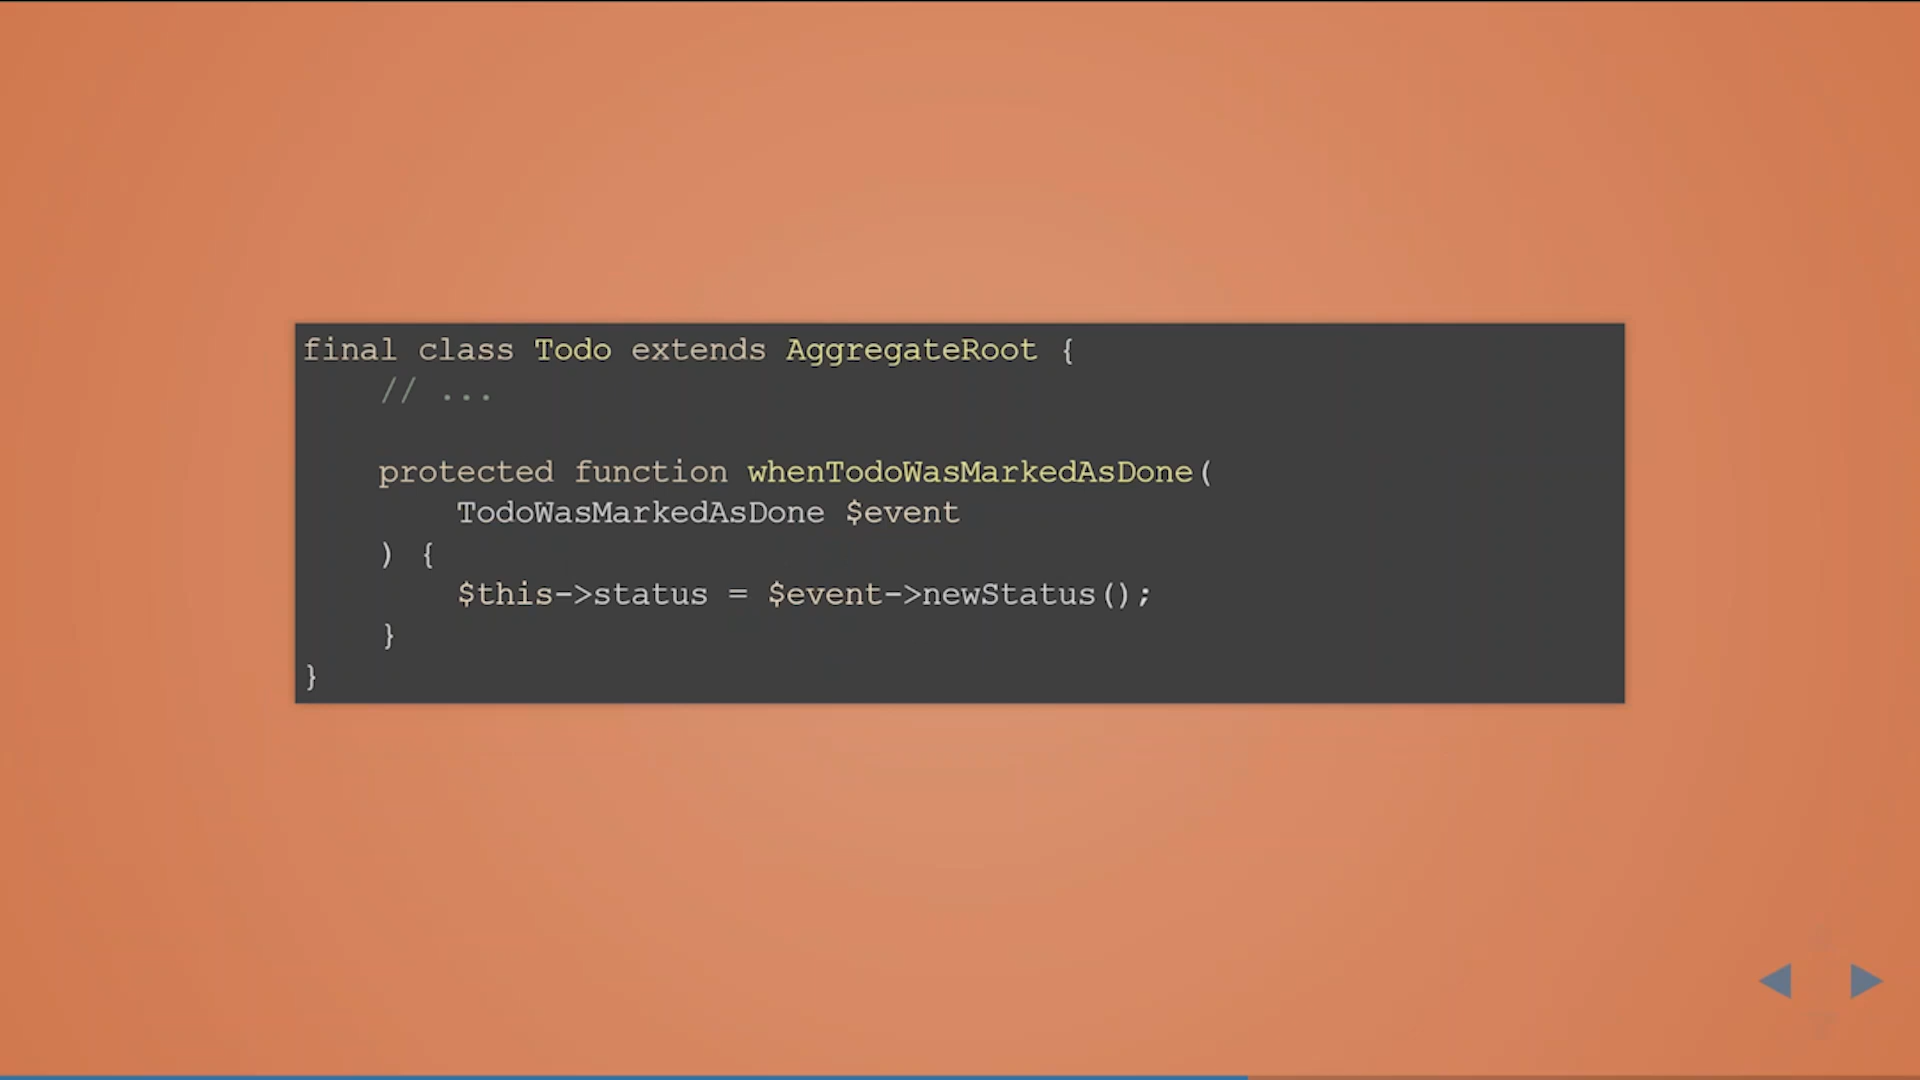 final class Todo extends AggregateRoot {
    // ...

    protected function whenTodoWasMarkedAsDone(
        TodoWasMarkedAsDone $event
    ) {
        $this->status = $event->newStatus();
    }
}